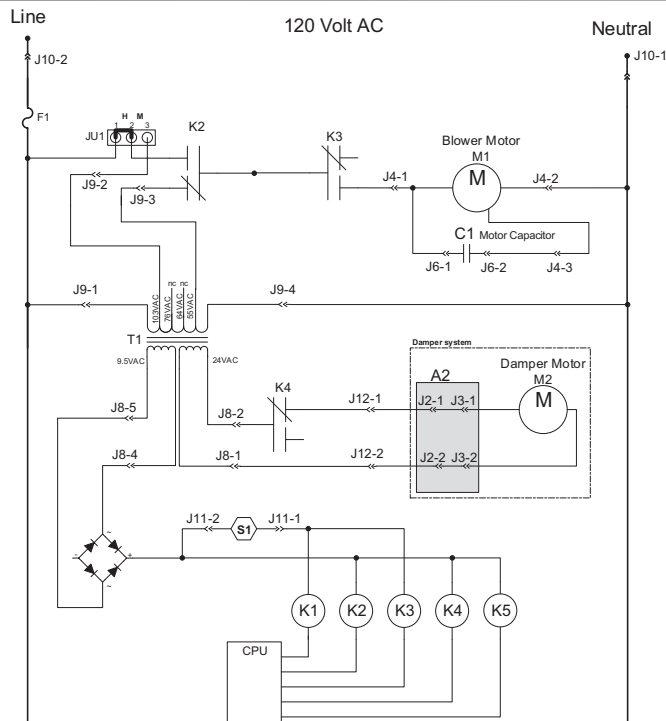 Line
120 Volt AC
Neutral
J10-2
J10-1
F1
H M
1 2 3
JU1
K2
K3
Blower Motor
M1
M
J9-2
J9-3
J4-1
J4-2
C1 Motor Capacitor
J6-1
J6-2
J4-3
J9-1
103VAC
76VAC
nc
64VAC
nc
55VAC
J9-4
T1
9.5VAC
24VAC
Damper system
A2
Damper Motor
M2
M
K4
J12-1
J2-1
J3-1
J8-5
J8-2
J8-4
J8-1
J12-2
J2-2
J3-2
J11-2
S1
J11-1
~
-
+
~
K1
K2
K3
K4
K5
CPU